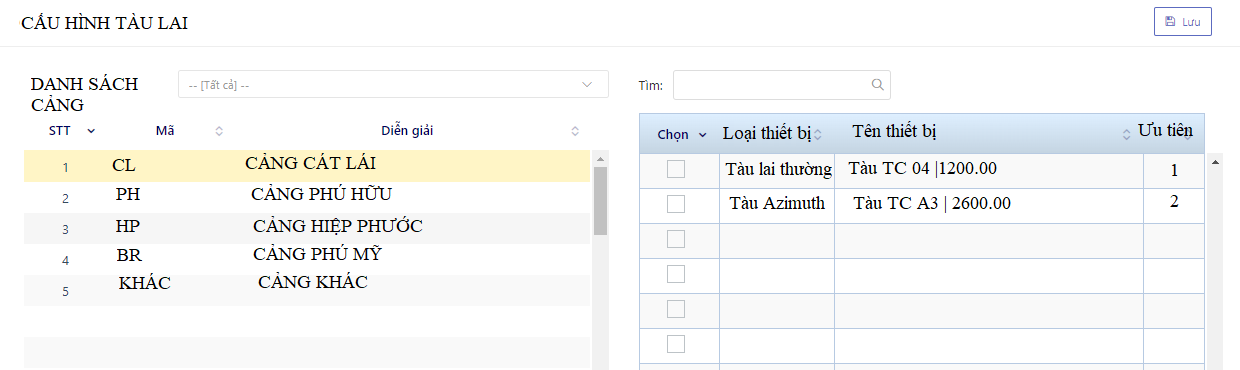 CẤU HÌNH TÀU LAI
Lưu
DANH SÁCH
CẢNG
-- [Tất cả] --
STT Mã Diễn giải
1 CL CẢNG CÁT LÁI
2 PH CẢNG PHÚ HỮU
3 HP CẢNG HIỆP PHƯỚC
4 BR CẢNG PHÚ MỸ
5 KHÁC CẢNG KHÁC
Tìm:
Chọn Loại thiết bị Tên thiết bị Ưu tiên
Tàu lai thường Tàu TC 04 |1200.00 1
Tàu Azimuth Tàu TC A3 | 2600.00 2